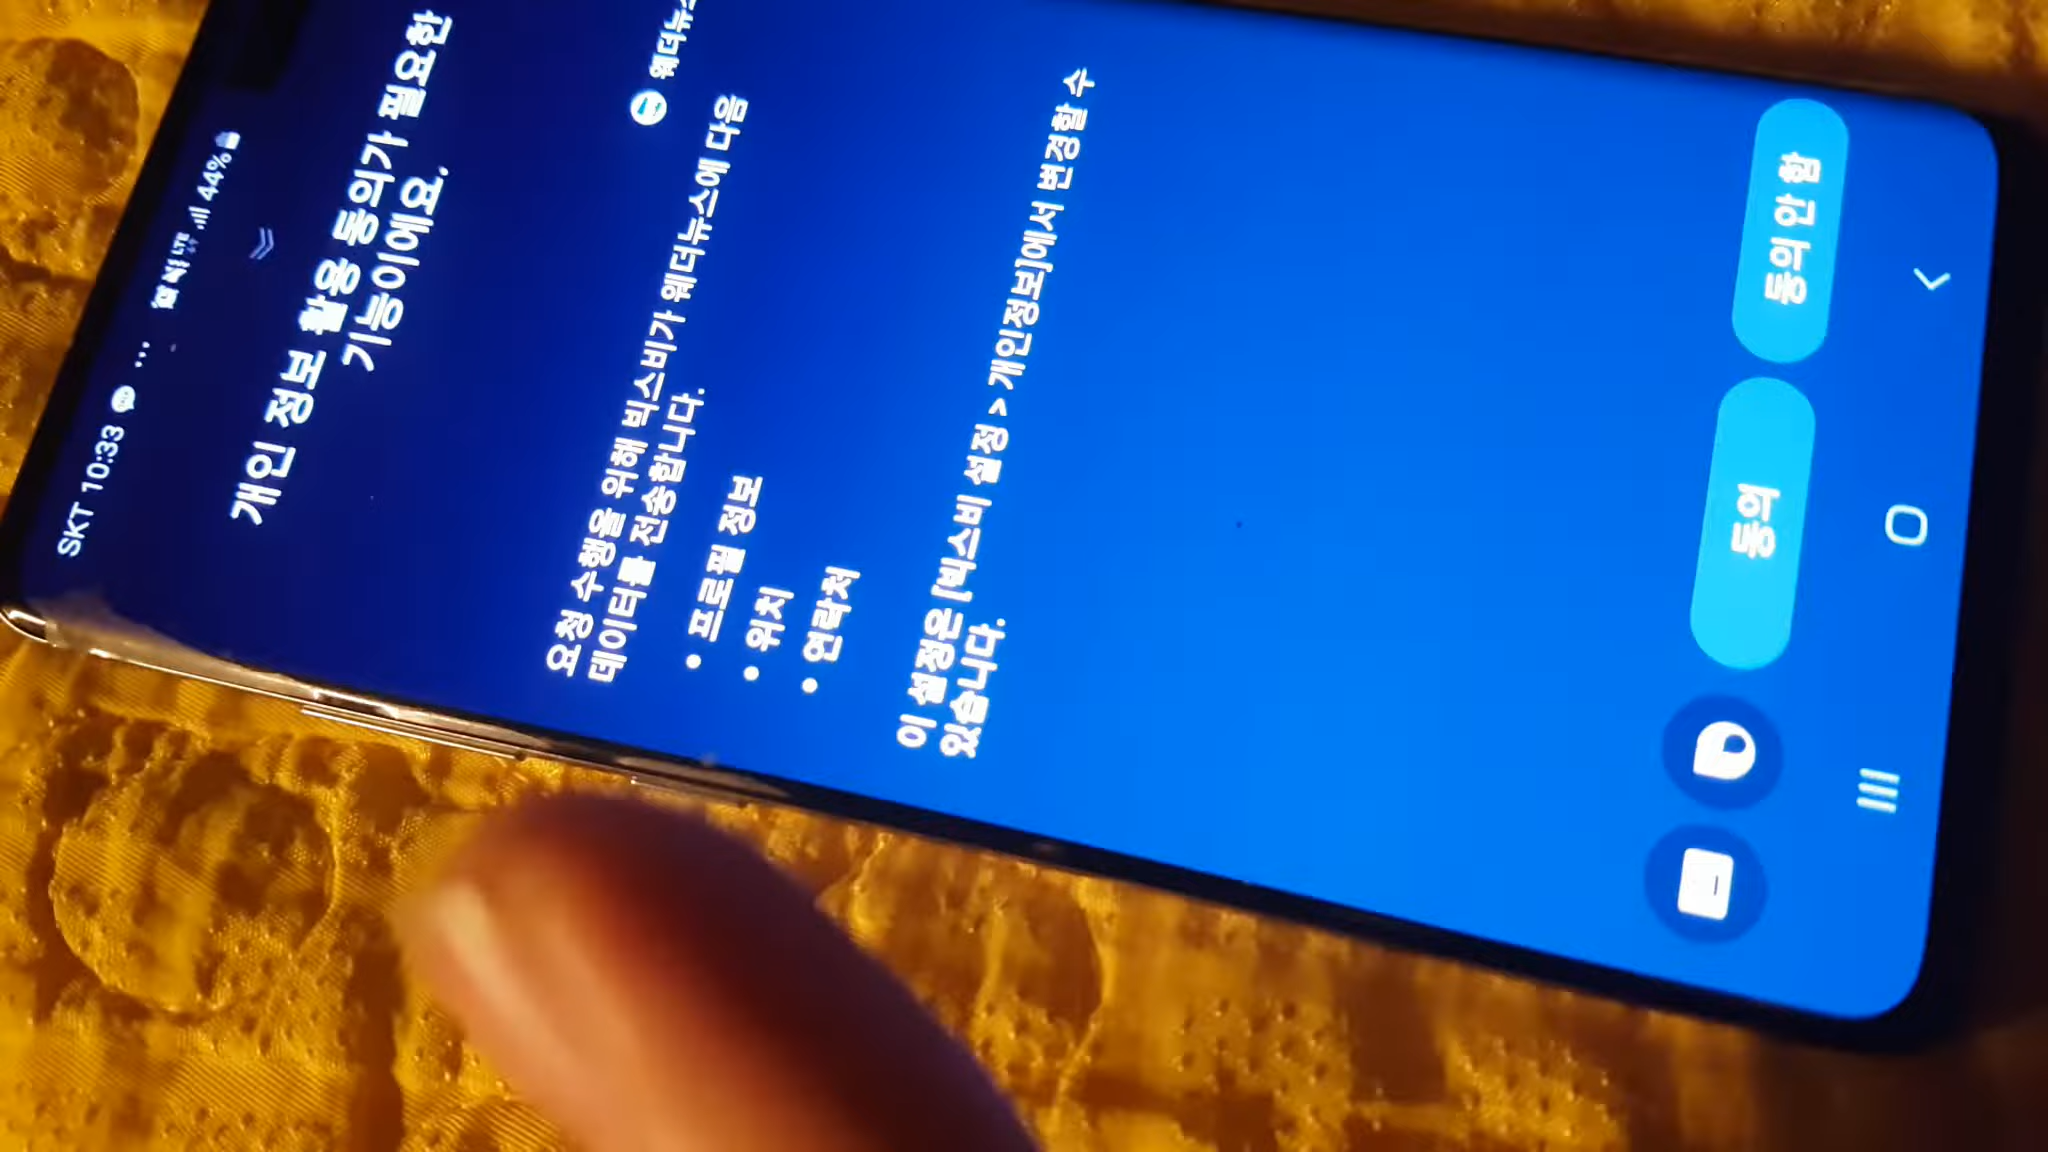 SKT 10:33
LTE 44%
개인 정보 활용 동의가 필요한
기능이에요.
웨더뉴스
요청 수행을 위해 빅스비가 웨더뉴스에 다음
데이터를 전송합니다.
• 프로필 정보
• 위치
• 연락처
이 설정은 [빅스비 설정 > 개인정보]에서 변경할 수
있습니다.
동의
동의 안 함